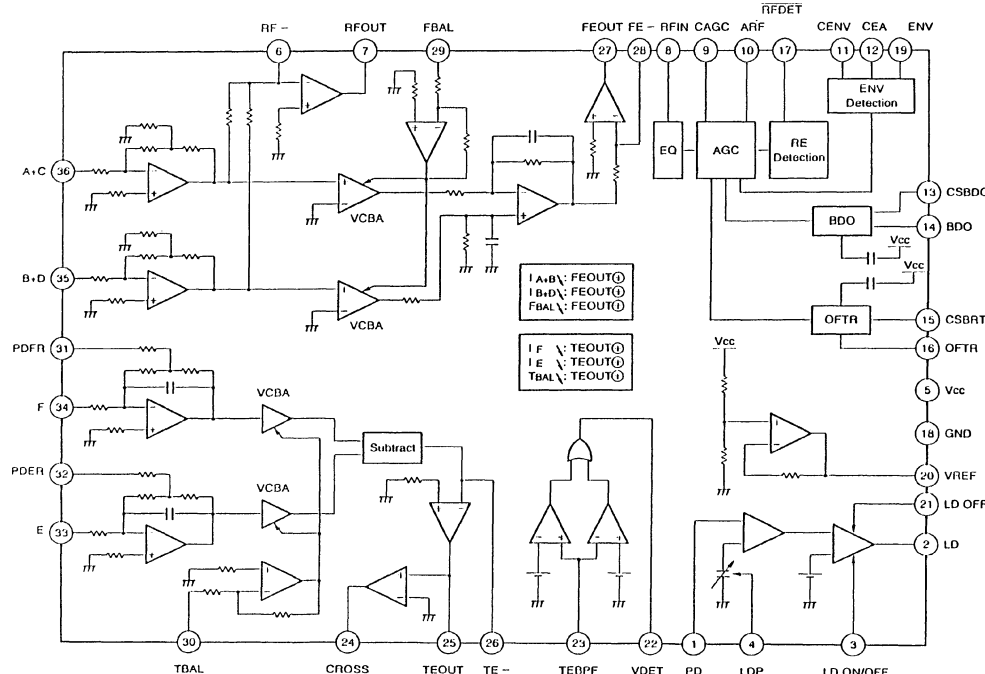 RF- RFOUT FBAL FEOUT FE- RFIN CAGC ARF RFDET CENV CEA ENV
6 7 29 27 28 8 9 10 17 11 12 19
ENV Detection
EQ AGC RE Detection
A+C 36
VCBA
BDO
13 CSBDO
14 BDO
Vcc
Vcc
B+D 35
VCBA
I A+B\: FEOUT
I B+D\: FEOUT
FBAL\: FEOUT
OFTR
15 CSBRT
16 OFTR
PDFR 31
I F \: TEOUT
I E \: TEOUT
TBAL\: TEOUT
Vcc
5 Vcc
F 34
VCBA
Subtract
18 GND
PDER 32
VCBA
20 VREF
21 LD OFF
E 33
2 LD
30 24 25 26 23 22 1 4 3
TBAL CROSS TEOUT TE- TEBPF VDET PD LDP LD ON/OFF